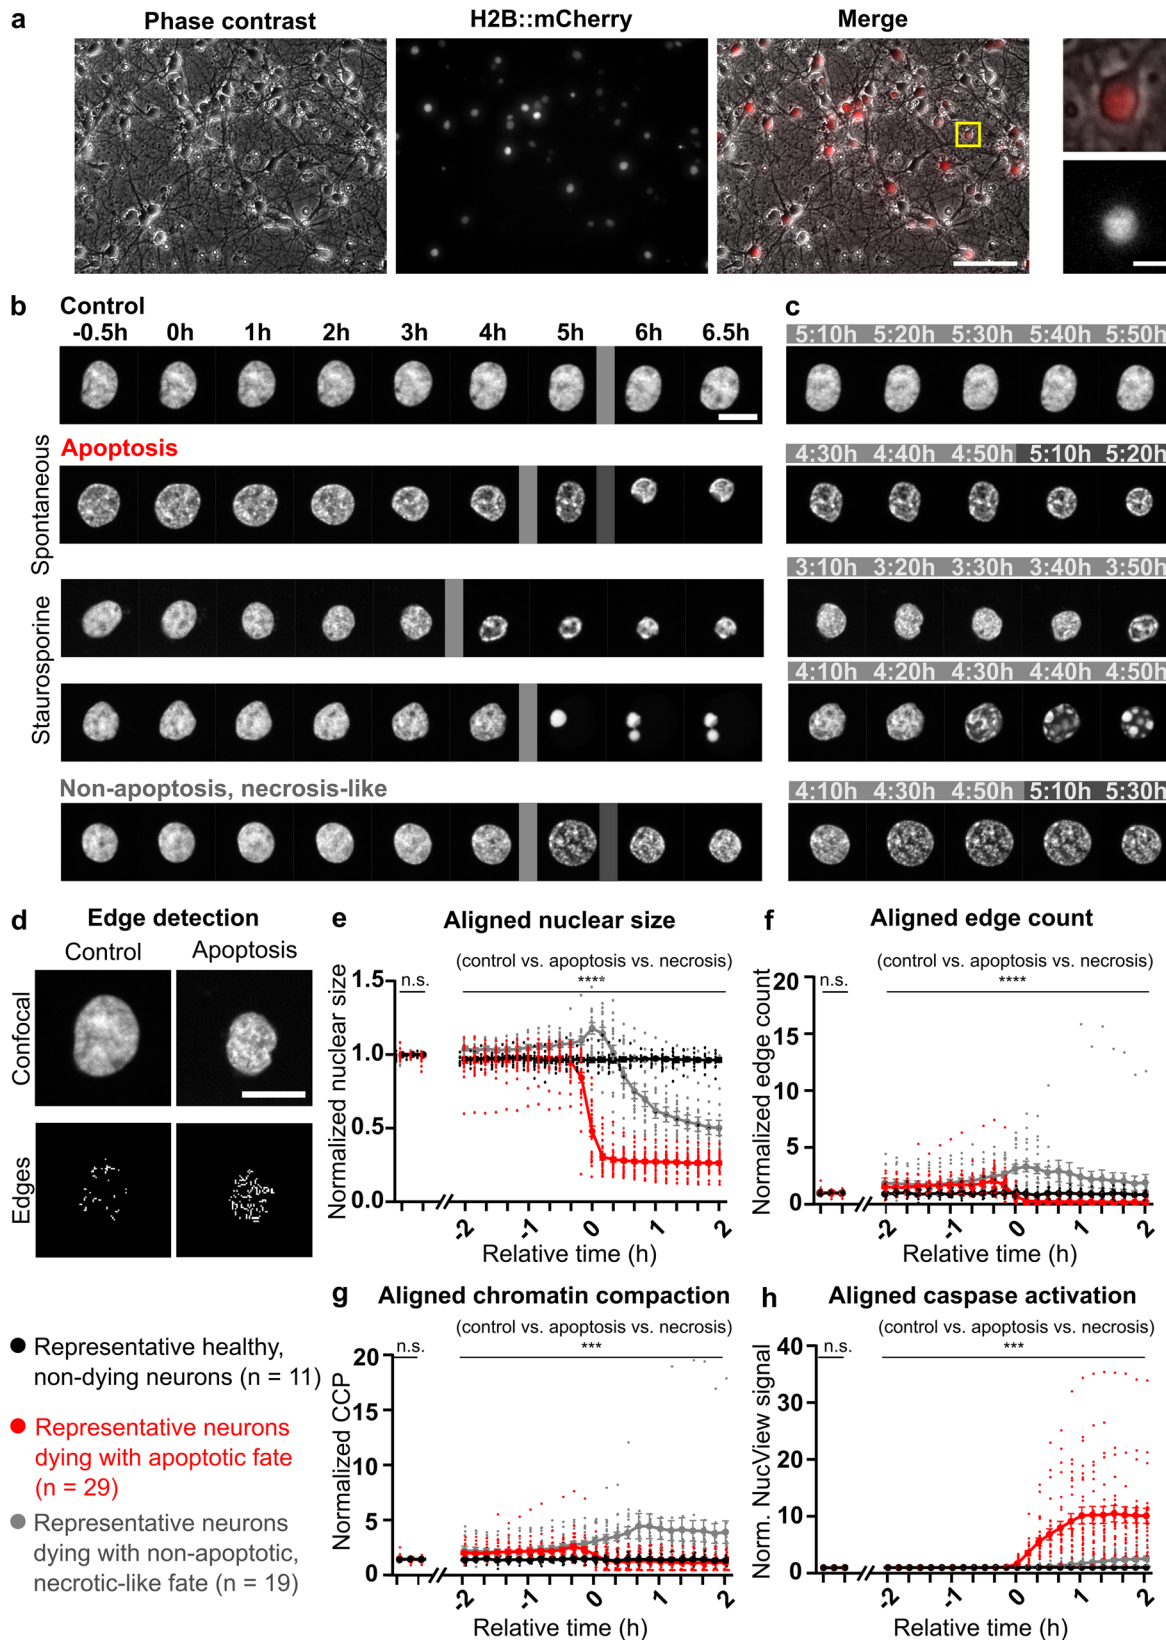 a
Phase contrast
H2B::mCherry
Merge
b
Control
-0.5h 0h 1h 2h 3h 4h 5h 6h 6.5h
c
5:10h 5:20h 5:30h 5:40h 5:50h
Spontaneous
Apoptosis
4:30h 4:40h 4:50h 5:10h 5:20h
Staurosporine
3:10h 3:20h 3:30h 3:40h 3:50h
4:10h 4:20h 4:30h 4:40h 4:50h
Non-apoptosis, necrosis-like
4:10h 4:30h 4:50h 5:10h 5:30h
d
Edge detection
Control Apoptosis
Confocal
Edges
e
Aligned nuclear size
(control vs. apoptosis vs. necrosis)
n.s.
****
Normalized nuclear size
1.5
1.0
0.5
0.0
-2 -1 0 1 2
Relative time (h)
f
Aligned edge count
(control vs. apoptosis vs. necrosis)
n.s.
****
Normalized edge count
20
15
10
5
0
-2 -1 0 1 2
Relative time (h)
Representative healthy,
non-dying neurons (n = 11)
Representative neurons
dying with apoptotic fate
(n = 29)
Representative neurons
dying with non-apoptotic,
necrotic-like fate (n = 19)
g
Aligned chromatin compaction
(control vs. apoptosis vs. necrosis)
n.s.
***
Normalized CCP
20
15
10
5
0
-2 -1 0 1 2
Relative time (h)
h
Aligned caspase activation
(control vs. apoptosis vs. necrosis)
n.s.
***
Norm. NucView signal
40
30
20
10
0
-2 -1 0 1 2
Relative time (h)